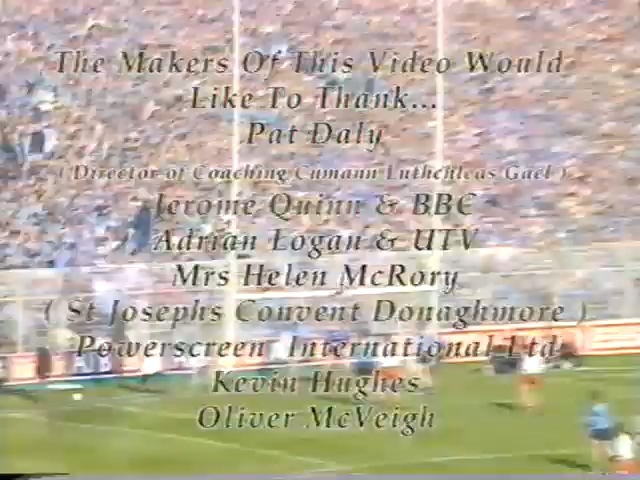 The Makers Of This Video Would
Like To Thank...
Pat Daly
( Director of Coaching Cumann Luthchleas Gael )
Jerome Quinn & BBC
Adrian Logan & UTV
Mrs Helen McRory
( St Josephs Convent Donaghmore )
Powerscreen International Ltd
Kevin Hughes
Oliver McVeigh